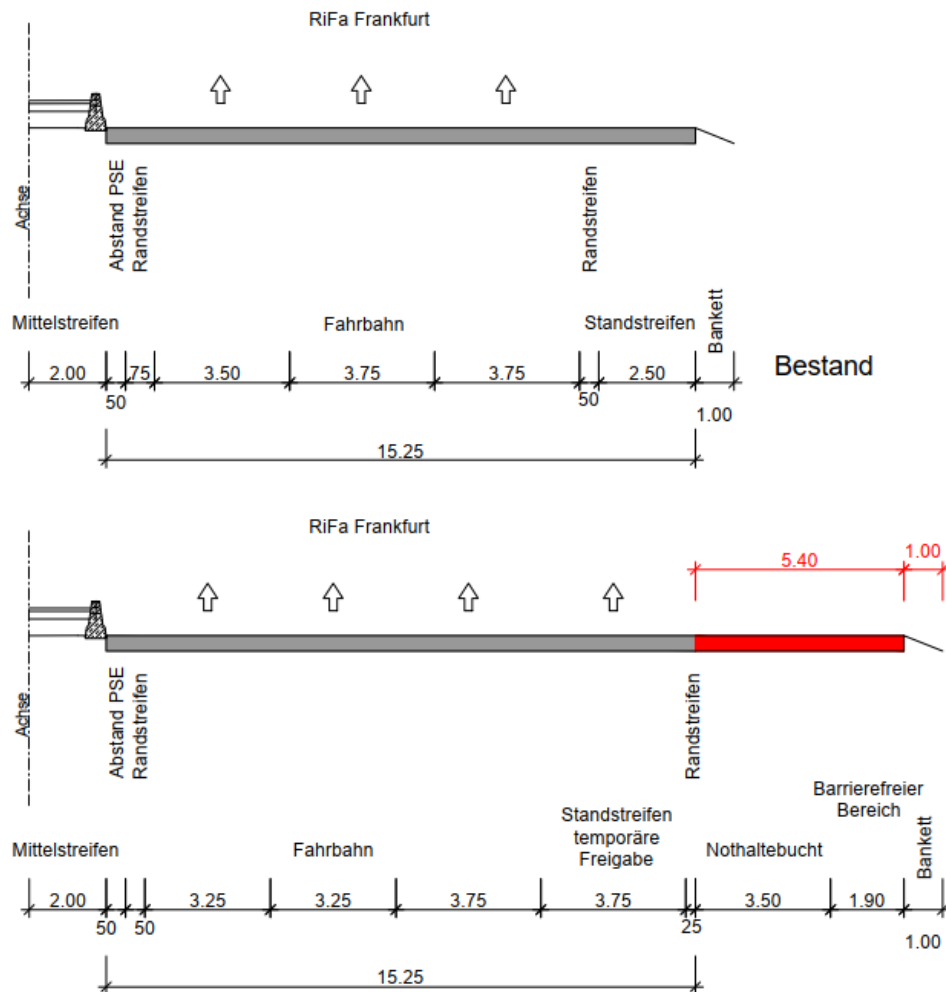 RiFa Frankfurt
Achse
Abstand PSE
Randstreifen
Randstreifen
Mittelstreifen
Fahrbahn
Standstreifen
Bankett
2.00
50
75
3.50
3.75
3.75
50
2.50
1.00
Bestand
15.25
RiFa Frankfurt
5.40
1.00
Achse
Abstand PSE
Randstreifen
Randstreifen
Mittelstreifen
Fahrbahn
Standstreifen
temporäre
Freigabe
Nothaltebucht
Barrierefreier
Bereich
Bankett
2.00
50
50
3.25
3.25
3.75
3.75
25
3.50
1.90
1.00
15.25